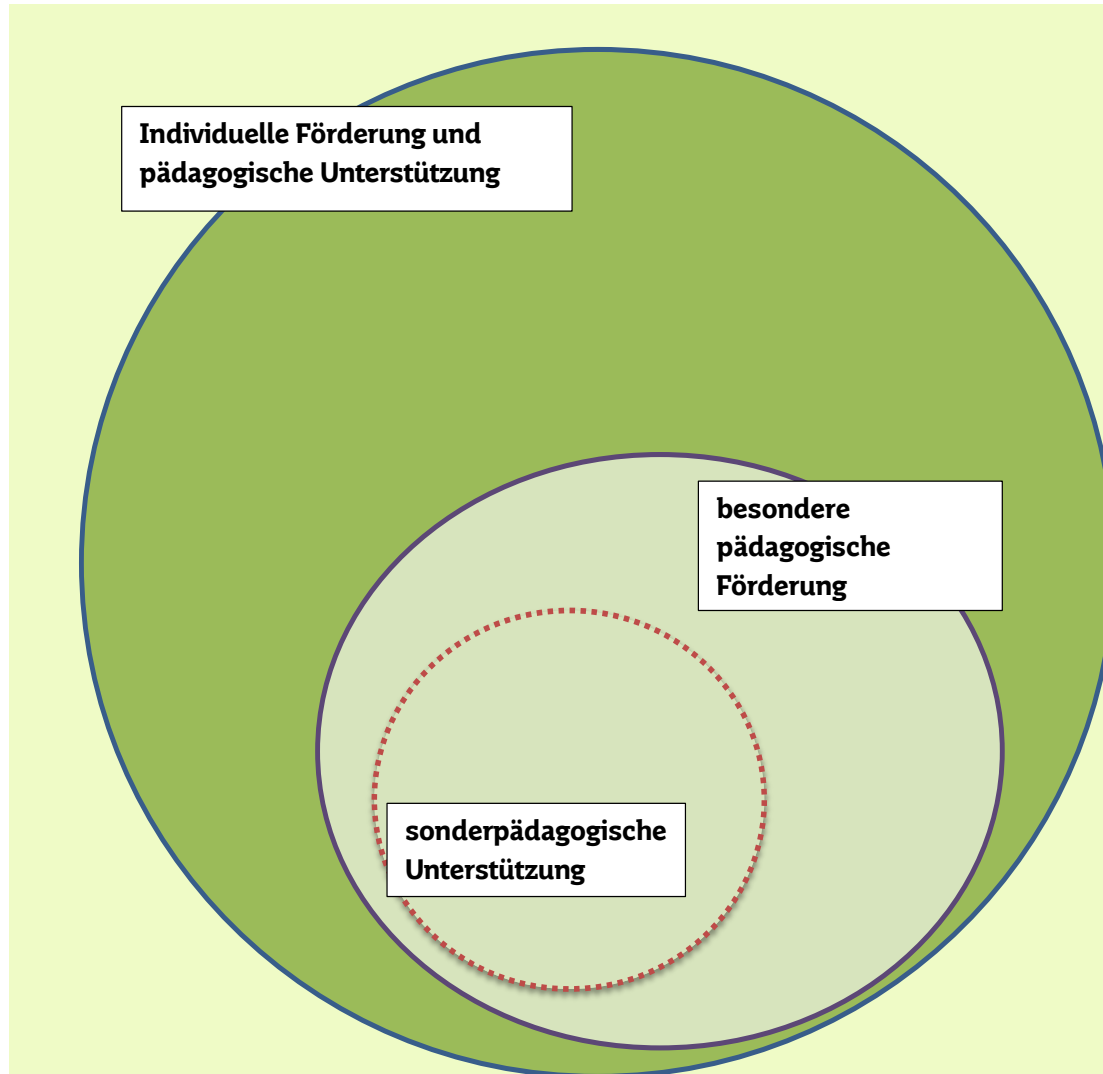 Individuelle Förderung und
pädagogische Unterstützung
besondere
pädagogische
Förderung
sonderpädagogische
Unterstützung